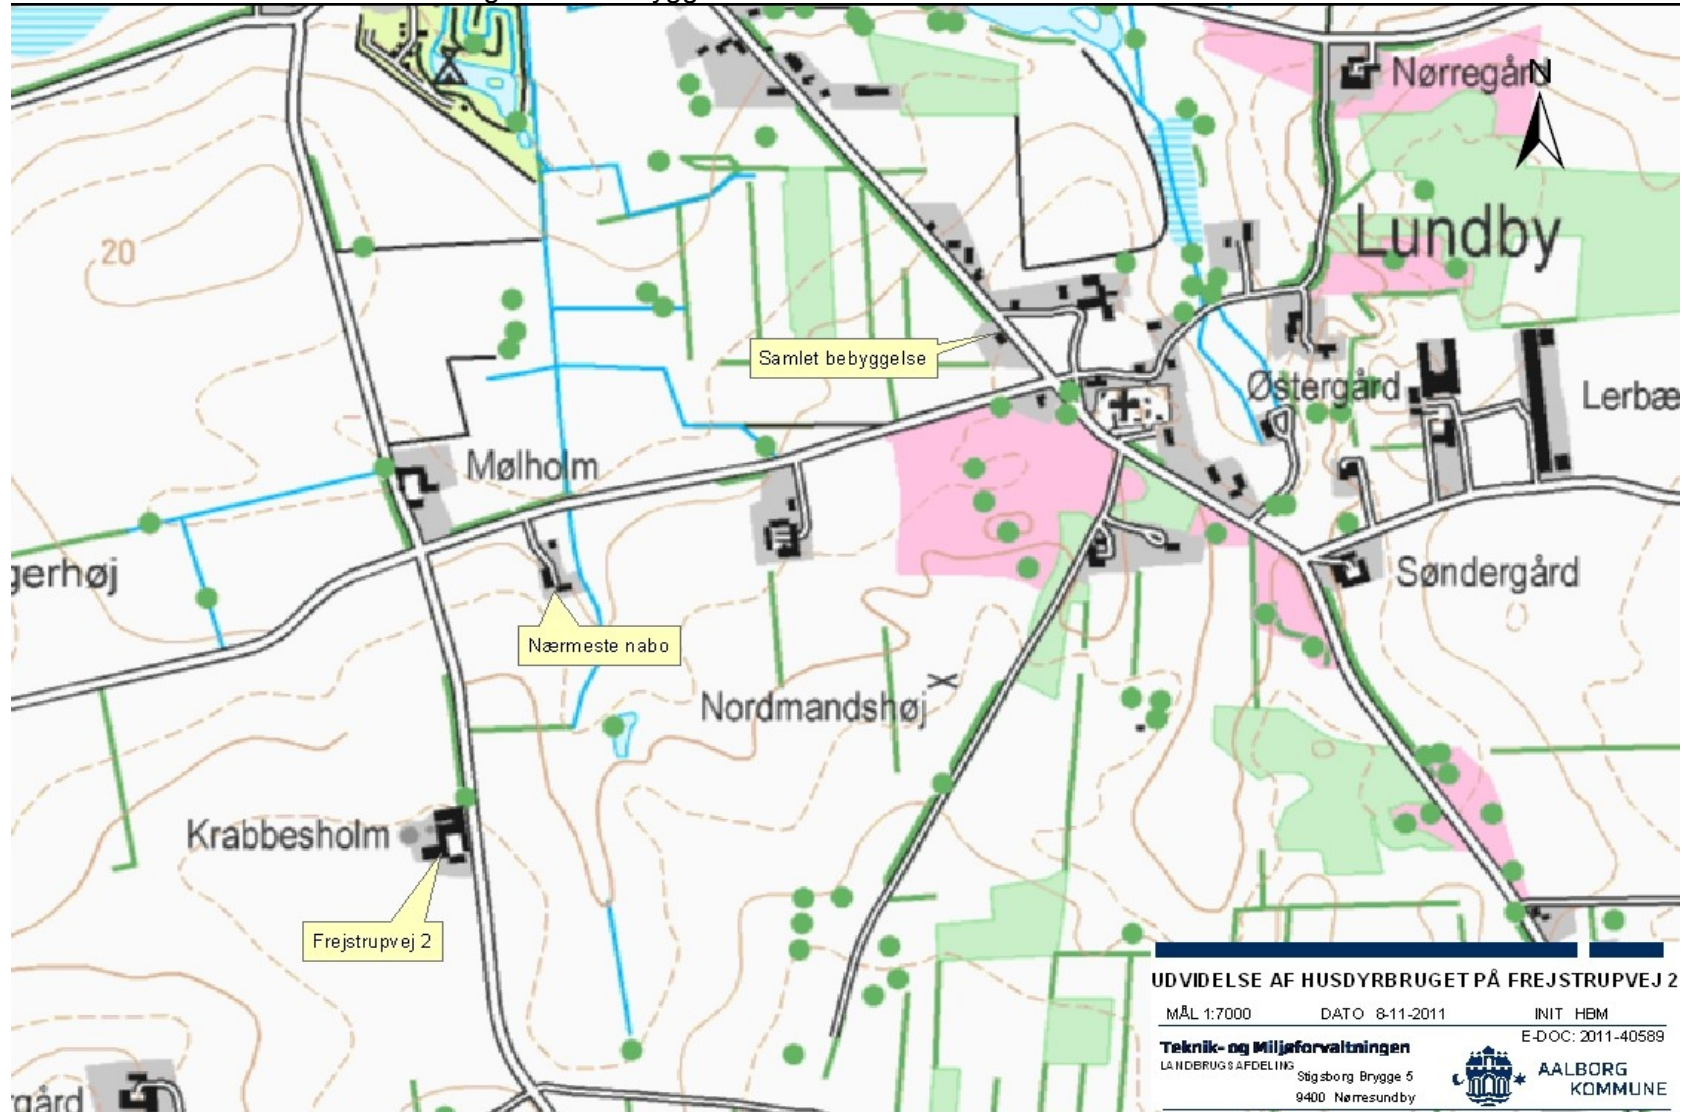 Nørregård
N
20
Lundby
Samlet bebyggelse
Østergård
Lerbæ
Mølholm
gerhøj
Søndergård
Nærmeste nabo
Nordmandshøj
Krabbesholm
Frejstrupvej 2
gård
UDVIDELSE AF HUSDYRBRUGET PÅ FREJSTRUPVEJ 2
MÅL 1:7000 DATO 8-11-2011 INIT HBM
E-DOC: 2011-40589
Teknik- og Miljøforvaltningen
LANDBRUGSAFDELING
Stigsborg Brygge 5
9400 Nørresundby
AALBORG
KOMMUNE